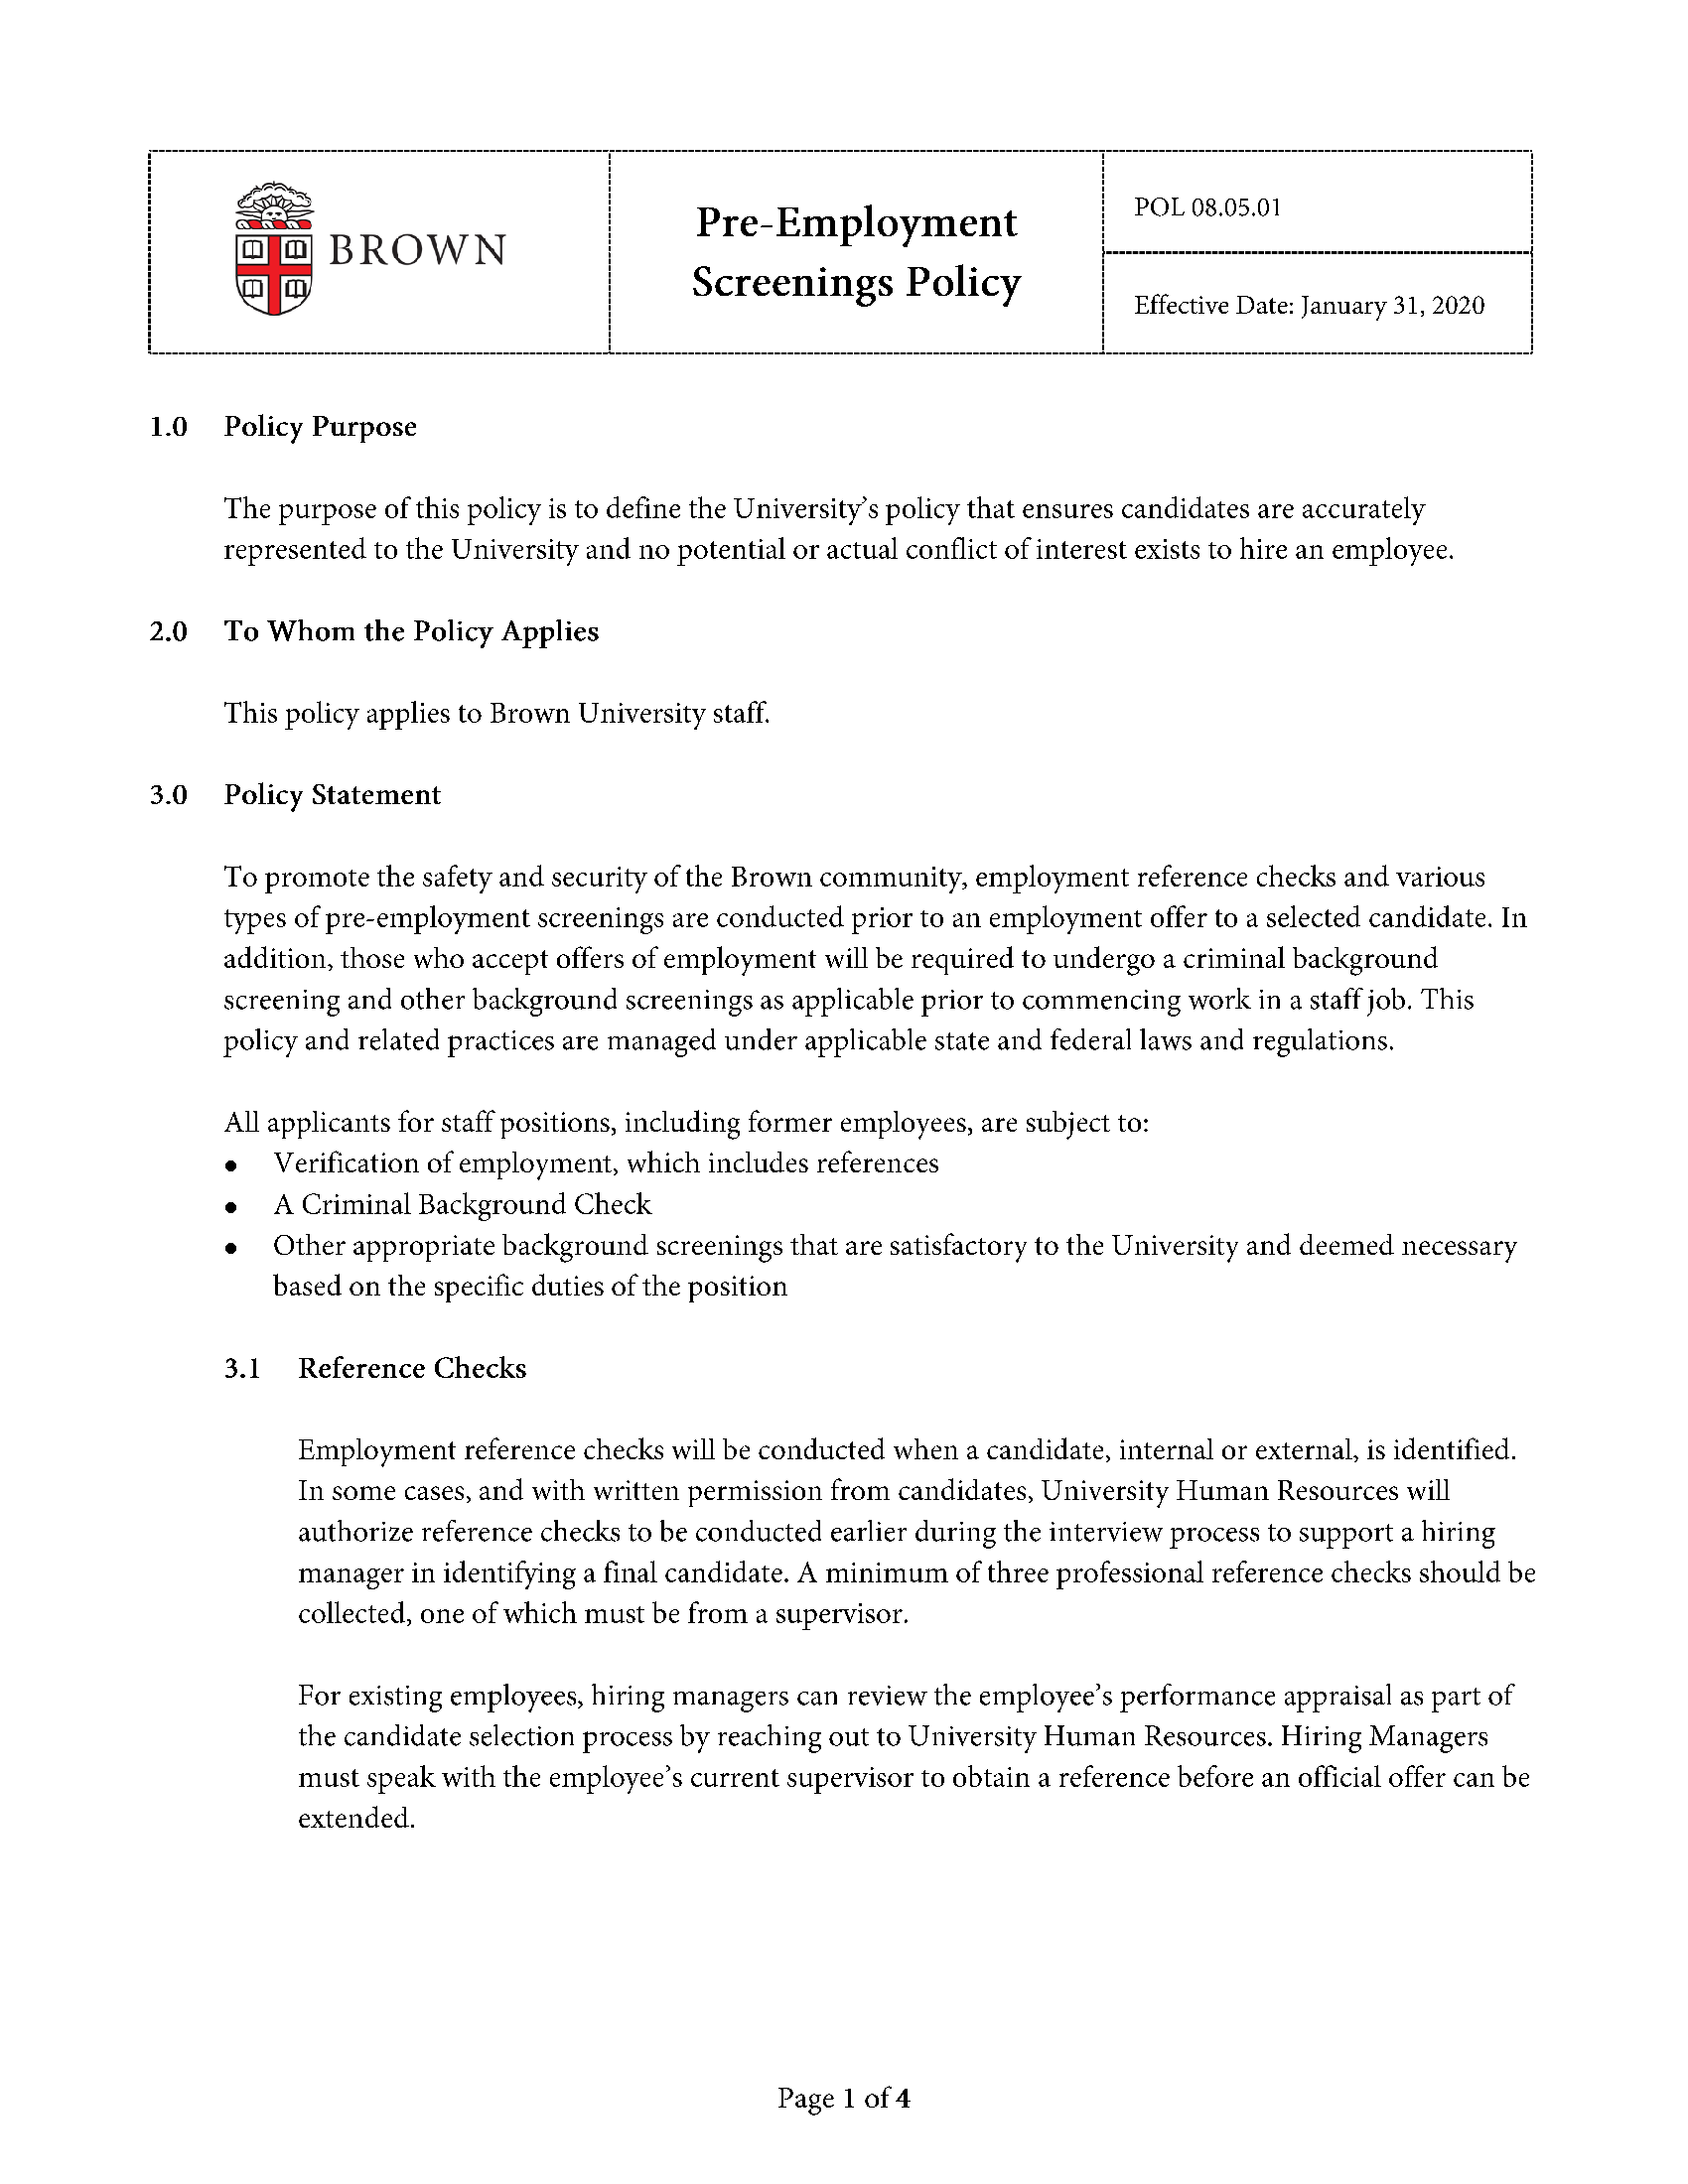 BROWN
Pre-Employment
Screenings Policy
POL 08.05.01
Effective Date: January 31, 2020
1.0 Policy Purpose
The purpose of this policy is to define the University’s policy that ensures candidates are accurately
represented to the University and no potential or actual conflict of interest exists to hire an employee.
2.0 To Whom the Policy Applies
This policy applies to Brown University staff.
3.0 Policy Statement
To promote the safety and security of the Brown community, employment reference checks and various
types of pre-employment screenings are conducted prior to an employment offer to a selected candidate. In
addition, those who accept offers of employment will be required to undergo a criminal background
screening and other background screenings as applicable prior to commencing work in a staff job. This
policy and related practices are managed under applicable state and federal laws and regulations.
All applicants for staff positions, including former employees, are subject to:
● Verification of employment, which includes references
● A Criminal Background Check
● Other appropriate background screenings that are satisfactory to the University and deemed necessary
based on the specific duties of the position
3.1 Reference Checks
Employment reference checks will be conducted when a candidate, internal or external, is identified.
In some cases, and with written permission from candidates, University Human Resources will
authorize reference checks to be conducted earlier during the interview process to support a hiring
manager in identifying a final candidate. A minimum of three professional reference checks should be
collected, one of which must be from a supervisor.
For existing employees, hiring managers can review the employee’s performance appraisal as part of
the candidate selection process by reaching out to University Human Resources. Hiring Managers
must speak with the employee’s current supervisor to obtain a reference before an official offer can be
extended.
Page 1 of 4